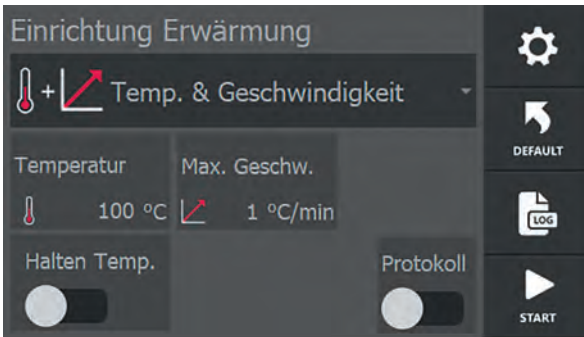 Einrichtung Erwärmung
Temp. & Geschwindigkeit
DEFAULT
Temperatur
Max. Geschw.
100 °C
1 °C/min
LOG
Halten Temp.
Protokoll
START